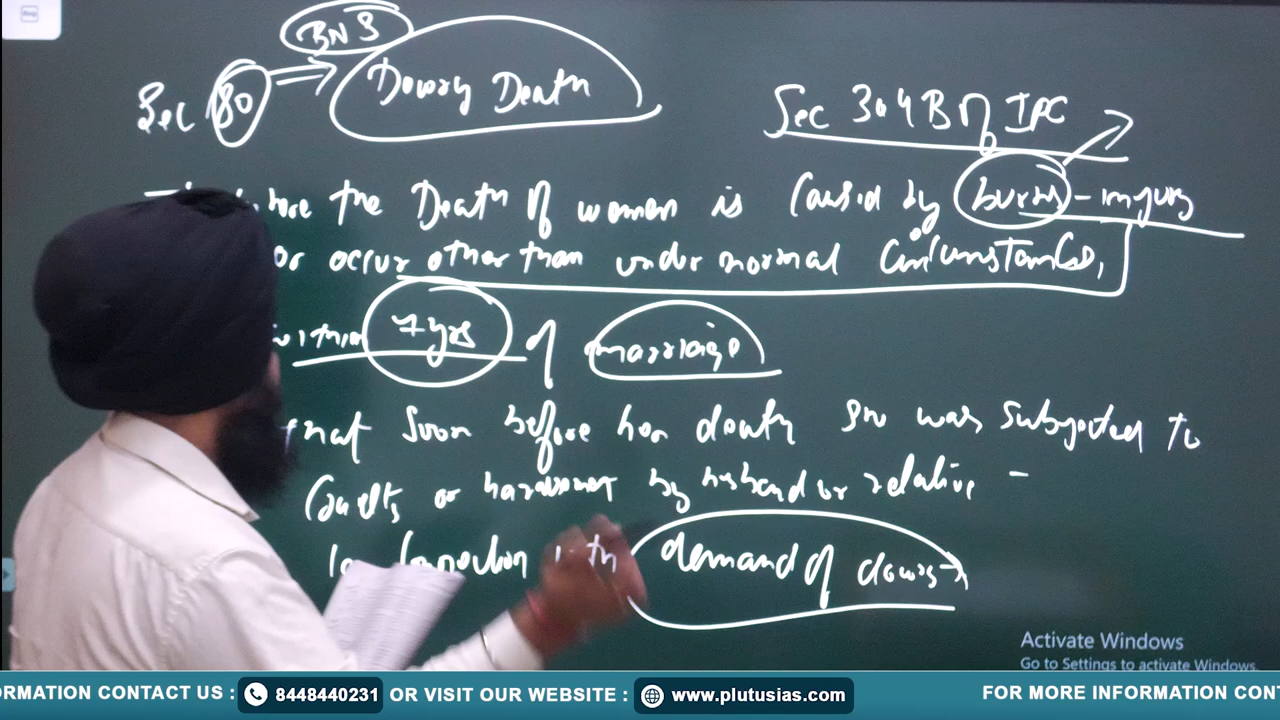 BNS
Sec 80 ⇒ Dowry Death
Sec 304B of IPC
the Death of women is caused by burns - injury
or occur other than under normal circumstances,
within 7 yrs of marriage
that soon before her death she was subjected to
cruelty or harassment by husband or relative -
in connection with demand of dowry
Activate Windows
Go to Settings to activate Windows.
ORMATION CONTACT US : 8448440231 OR VISIT OUR WEBSITE : www.plutusias.com FOR MORE INFORMATION CONT